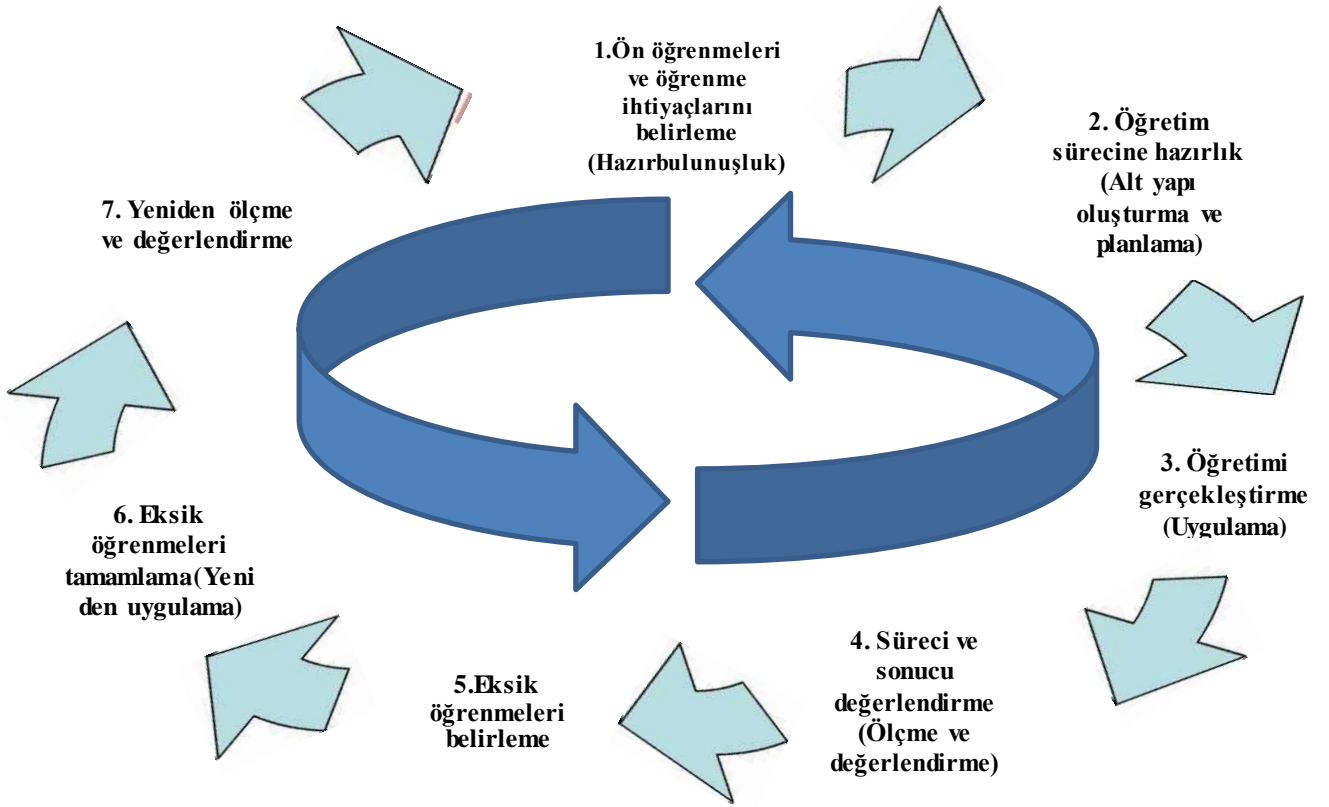 1.Ön öğrenmeleri
ve öğrenme
ihtiyaçlarını
belirleme
(Hazırbulunuşluk)
2. Öğretim
sürecine hazırlık
(Alt yapı
oluşturma ve
planlama)
3. Öğretimi
gerçekleştirme
(Uygulama)
4. Süreci ve
sonucu
değerlendirme
(Ölçme ve
değerlendirme)
5.Eksik
öğrenmeleri
belirleme
6. Eksik
öğrenmeleri
tamamlama(Yeni
den uygulama)
7. Yeniden ölçme
ve değerlendirme